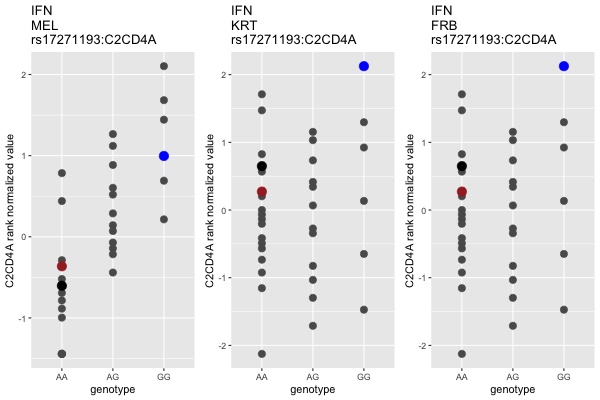 IFN
MEL
rs17271193:C2CD4A
C2CD4A rank normalized value
2
1
0
-1
AA
AG
GG
genotype
IFN
KRT
rs17271193:C2CD4A
C2CD4A rank normalized value
2
1
0
-1
-2
AA
AG
GG
genotype
IFN
FRB
rs17271193:C2CD4A
C2CD4A rank normalized value
2
1
0
-1
-2
AA
AG
GG
genotype